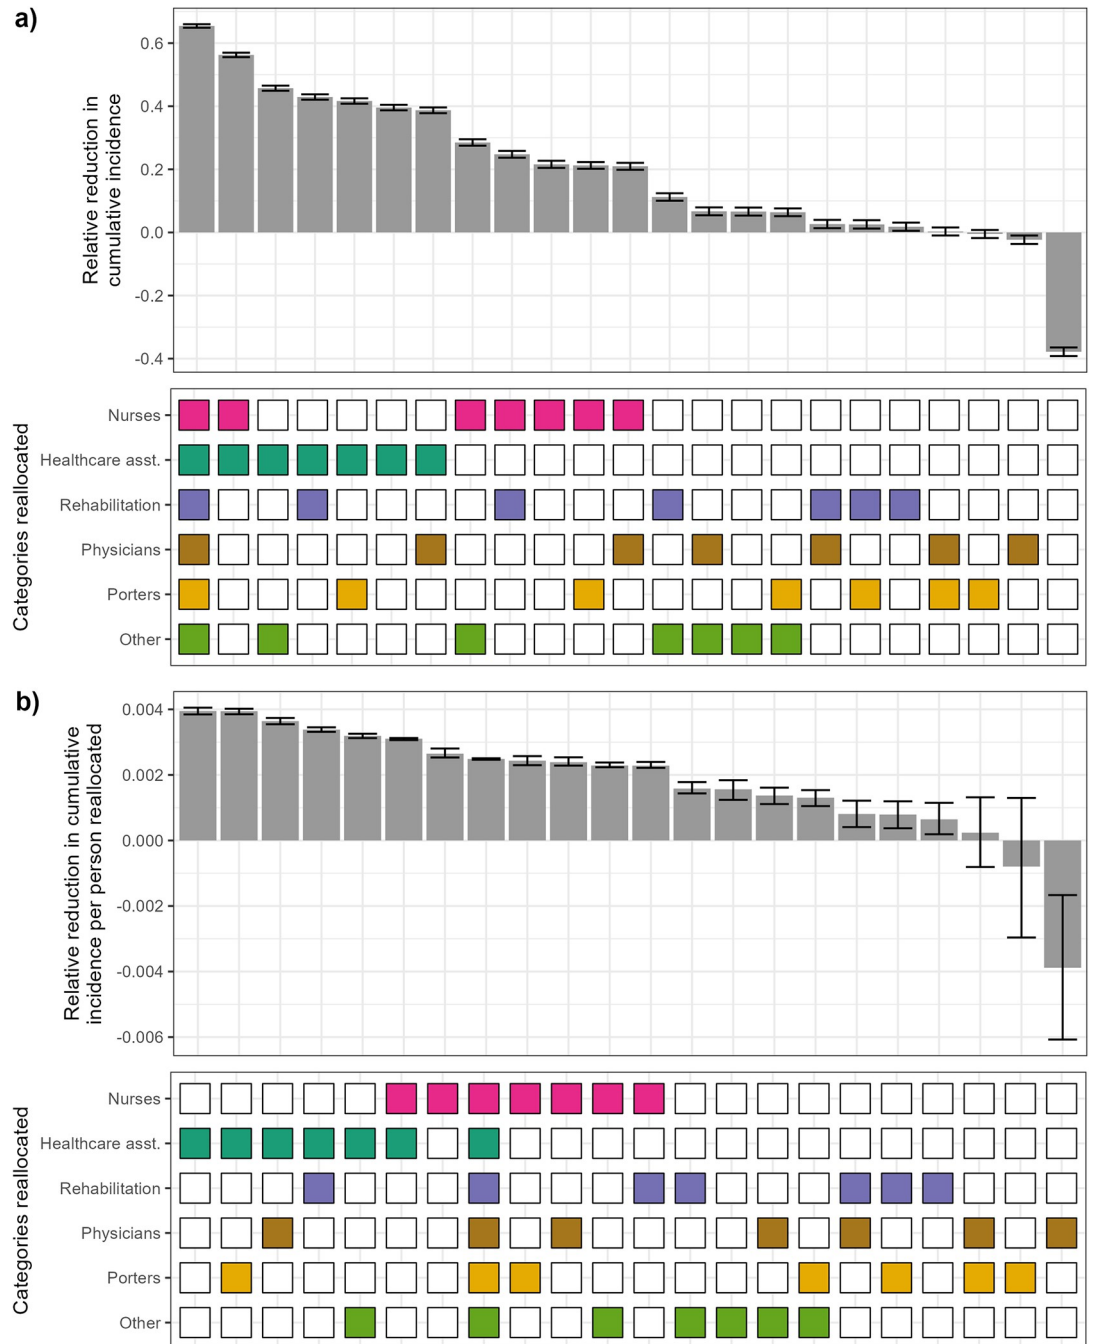 a)
Relative reduction in
cumulative incidence
0.6
0.4
0.2
0.0
-0.2
-0.4
Categories reallocated
Nurses
Healthcare asst.
Rehabilitation
Physicians
Porters
Other
b)
Relative reduction in cumulative
incidence per person reallocated
0.004
0.002
0.000
-0.002
-0.004
-0.006
Categories reallocated
Nurses
Healthcare asst.
Rehabilitation
Physicians
Porters
Other